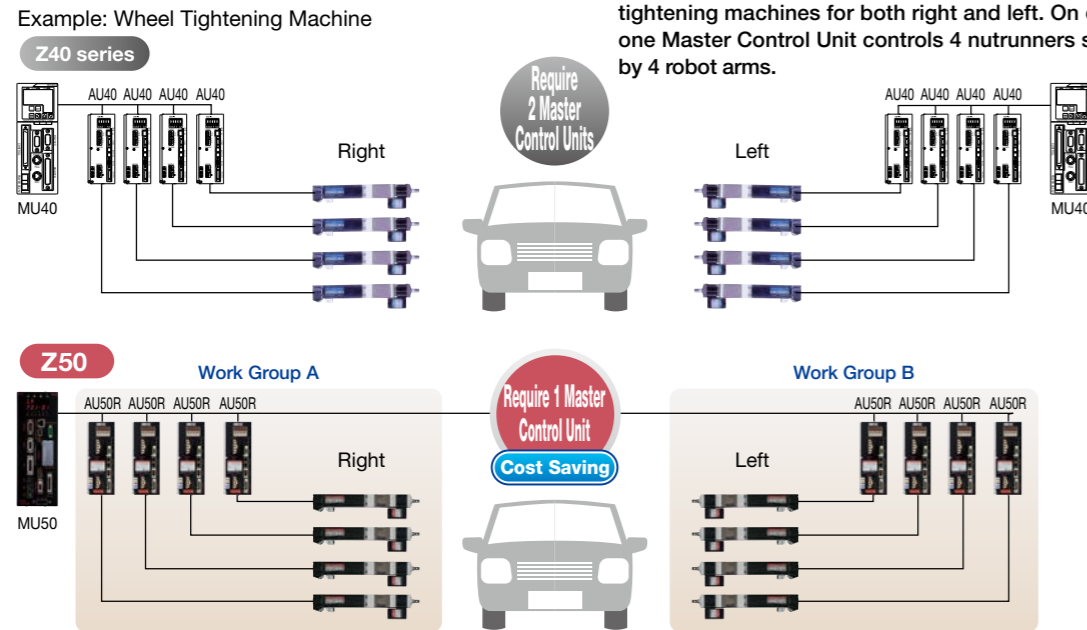 Example: Wheel Tightening Machine
tightening machines for both right and left. On
one Master Control Unit controls 4 nutrunners
by 4 robot arms.
Z40 series
AU40 AU40 AU40 AU40
MU40
Right
Require
2 Master
Control Units
Left
AU40 AU40 AU40 AU40
MU40
Z50
Work Group A
AU50R AU50R AU50R AU50R
MU50
Right
Require 1 Master
Control Unit
Cost Saving
Work Group B
AU50R AU50R AU50R AU50R
Left